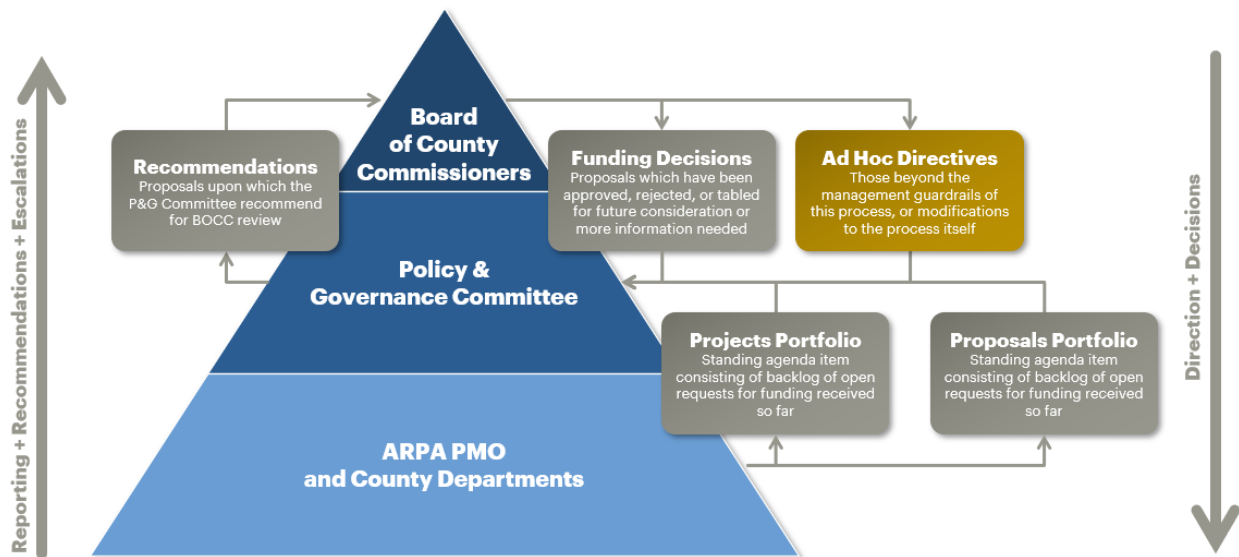 Reporting + Recommendations + Escalations
Board
of County
Commissioners
Recommendations
Proposals upon which the
P&G Committee recommend
for BOCC review
Funding Decisions
Proposals which have been
approved, rejected, or tabled
for future consideration or
more information needed
Ad Hoc Directives
Those beyond the
management guardrails of
this process, or modifications
to the process itself
Direction + Decisions
Policy &
Governance Committee
Projects Portfolio
Standing agenda item
consisting of backlog of open
requests for funding received
so far
Proposals Portfolio
Standing agenda item
consisting of backlog of open
requests for funding received
so far
ARPA PMO
and County Departments